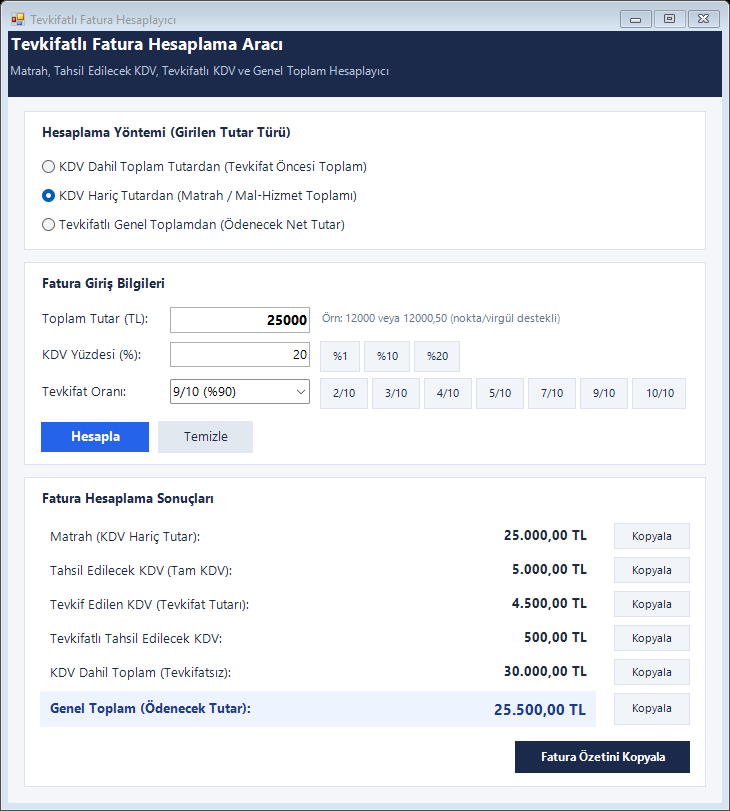 Tevkifatlı Fatura Hesaplayıcı
Tevkifatlı Fatura Hesaplama Aracı
Matrah, Tahsil Edilecek KDV, Tevkifatlı KDV ve Genel Toplam Hesaplayıcı
Hesaplama Yöntemi (Girilen Tutar Türü)
KDV Dahil Toplam Tutardan (Tevkifat Öncesi Toplam)
KDV Hariç Tutardan (Matrah / Mal-Hizmet Toplamı)
Tevkifatlı Genel Toplamdan (Ödenecek Net Tutar)
Fatura Giriş Bilgileri
Toplam Tutar (TL): 25000 Örn: 12000 veya 12000,50 (nokta/virgül destekli)
KDV Yüzdesi (%): 20 %1 %10 %20
Tevkifat Oranı: 9/10 (%90) 2/10 3/10 4/10 5/10 7/10 9/10 10/10
Hesapla Temizle
Fatura Hesaplama Sonuçları
Matrah (KDV Hariç Tutar): 25.000,00 TL Kopyala
Tahsil Edilecek KDV (Tam KDV): 5.000,00 TL Kopyala
Tevkif Edilen KDV (Tevkifat Tutarı): 4.500,00 TL Kopyala
Tevkifatlı Tahsil Edilecek KDV: 500,00 TL Kopyala
KDV Dahil Toplam (Tevkifatsız): 30.000,00 TL Kopyala
Genel Toplam (Ödenecek Tutar): 25.500,00 TL Kopyala
Fatura Özetini Kopyala